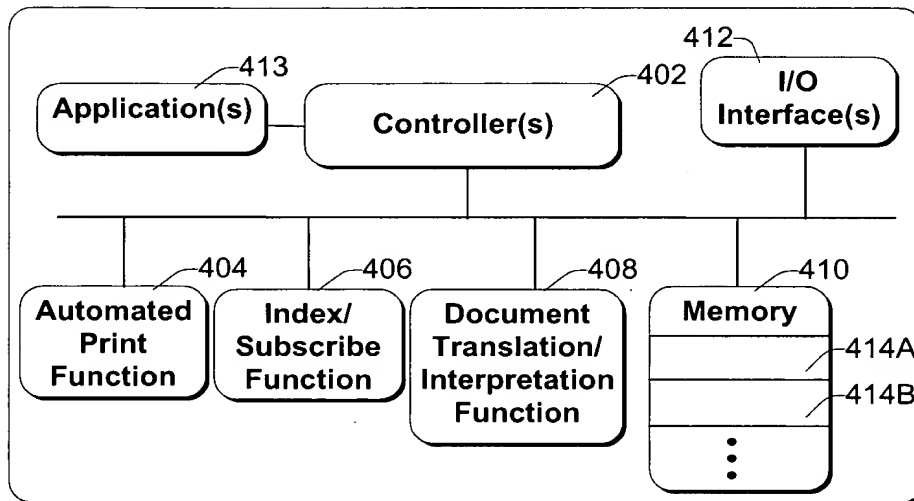 413
402
412
Application(s)
Controller(s)
I/O
Interface(s)
404
406
408
410
Automated
Print
Function
Index/
Subscribe
Function
Document
Translation/
Interpretation
Function
Memory
414A
414B